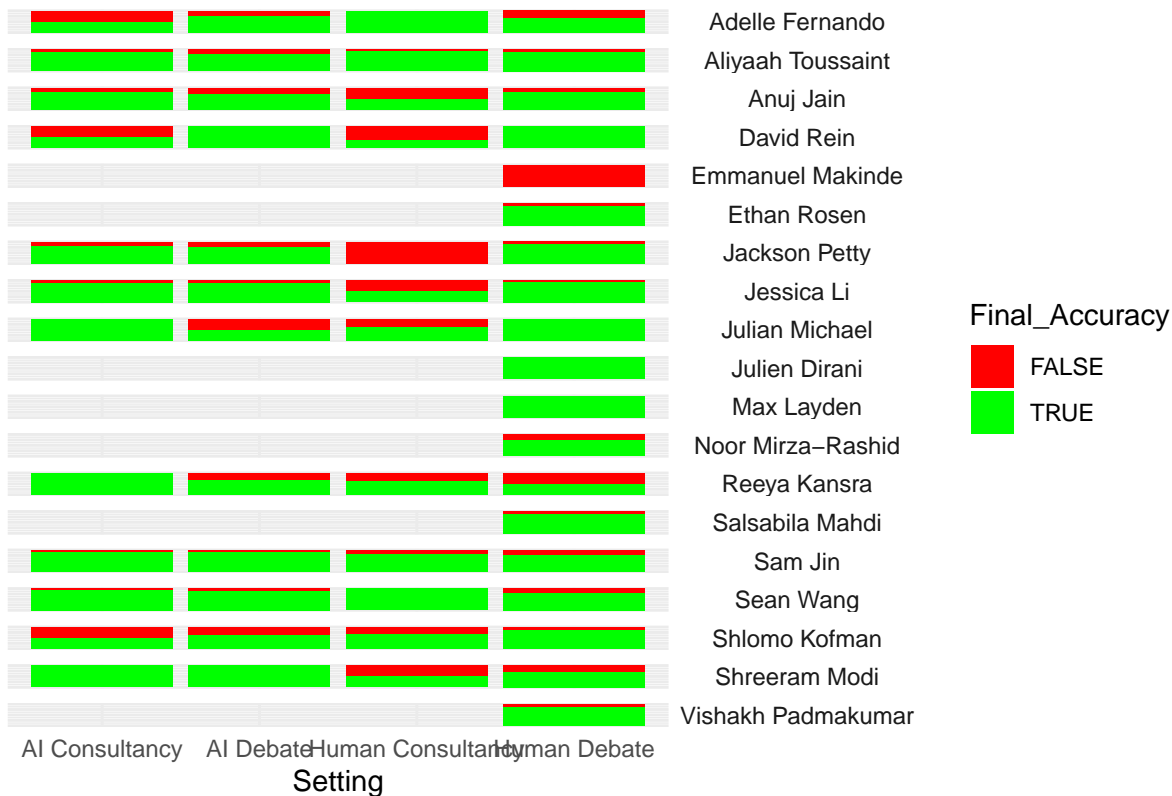 Adelle Fernando
Aliyaah Toussaint
Anuj Jain
David Rein
Emmanuel Makinde
Ethan Rosen
Jackson Petty
Jessica Li
Julian Michael
Julien Dirani
Max Layden
Noor Mirza−Rashid
Reeya Kansra
Salsabila Mahdi
Sam Jin
Sean Wang
Shlomo Kofman
Shreeram Modi
Vishakh Padmakumar
AI Consultancy AI Debate Human Consultancy Human Debate
Setting
Final_Accuracy
FALSE
TRUE